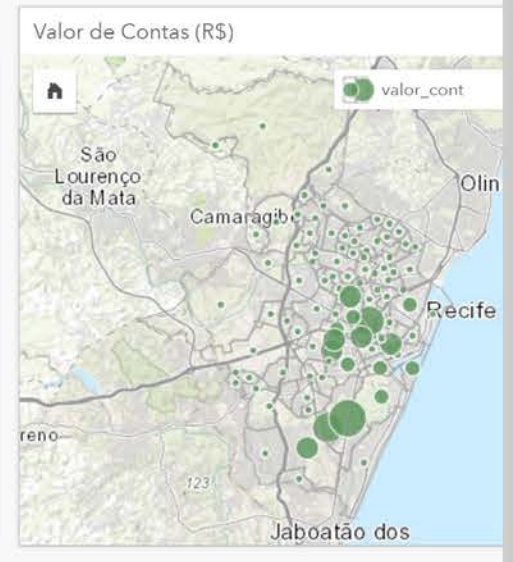 Valor de Contas (R$)
valor_cont
São
Lourenço
da Mata
Olin
Camaragibe
Recife
reno
123
Jaboatão dos